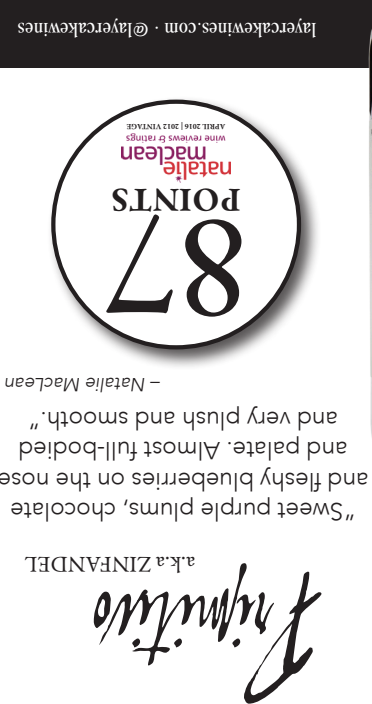 Primitivo
a.k.a ZINFANDEL
“Sweet purple plums, chocolate
and fleshy blueberries on the nose
and palate. Almost full-bodied
and very plush and smooth.”
– Natalie MacLean
87
POINTS
natalie
maclean
wine reviews & ratings
APRIL 2016 | 2012 VINTAGE
layercakewines.com · @layercakewines